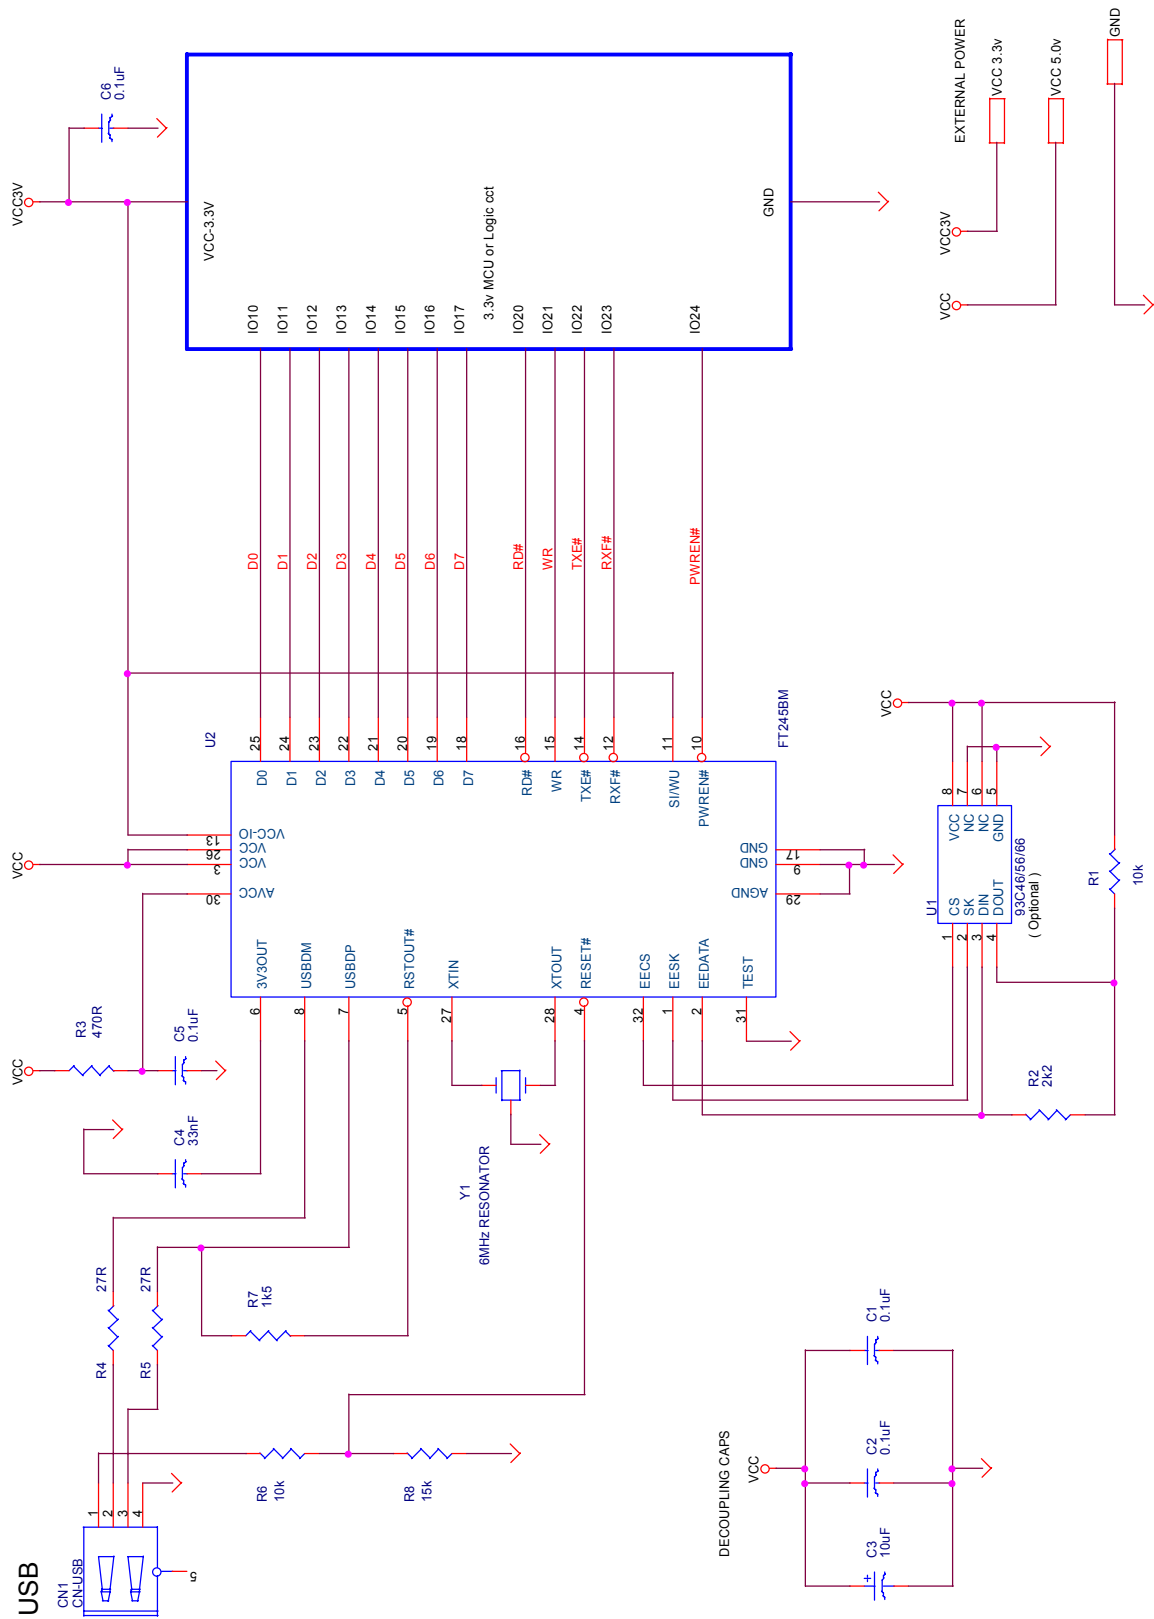 USB
CN1
CN-USB
1
2
3
4
5
R4
27R
R5
27R
R6
10k
R8
15k
R7
1k5
C4
33nF
VCC
R3
470R
C5
0.1uF
Y1
6MHz RESONATOR
DECOUPLING CAPS
VCC
C3
10uF
+
C2
0.1uF
C1
0.1uF
U2
FT245BM
6
3V3OUT
8
USBDM
7
USBDP
5
RSTOUT#
27
XTIN
28
XTOUT
4
RESET#
32
EECS
1
EESK
2
EEDATA
31
TEST
VCC
30
AVCC
3
VCC
26
VCC
13
VCC-IO
29
AGND
9
GND
17
GND
D0
25
D1
24
D2
23
D3
22
D4
21
D5
20
D6
19
D7
18
RD#
16
WR
15
TXE#
14
RXF#
12
SI/WU
11
PWREN#
10
D0
D1
D2
D3
D4
D5
D6
D7
RD#
WR
TXE#
RXF#
PWREN#
R2
2k2
U1
93C46/56/66
( Optional )
1
CS
2
SK
3
DIN
4
DOUT
VCC
8
NC
7
NC
6
GND
5
VCC
R1
10k
VCC3V
C6
0.1uF
VCC-3.3V
3.3v MCU or Logic cct
GND
IO10
IO11
IO12
IO13
IO14
IO15
IO16
IO17
IO20
IO21
IO22
IO23
IO24
EXTERNAL POWER
VCC3V
VCC 3.3v
VCC
VCC 5.0v
GND